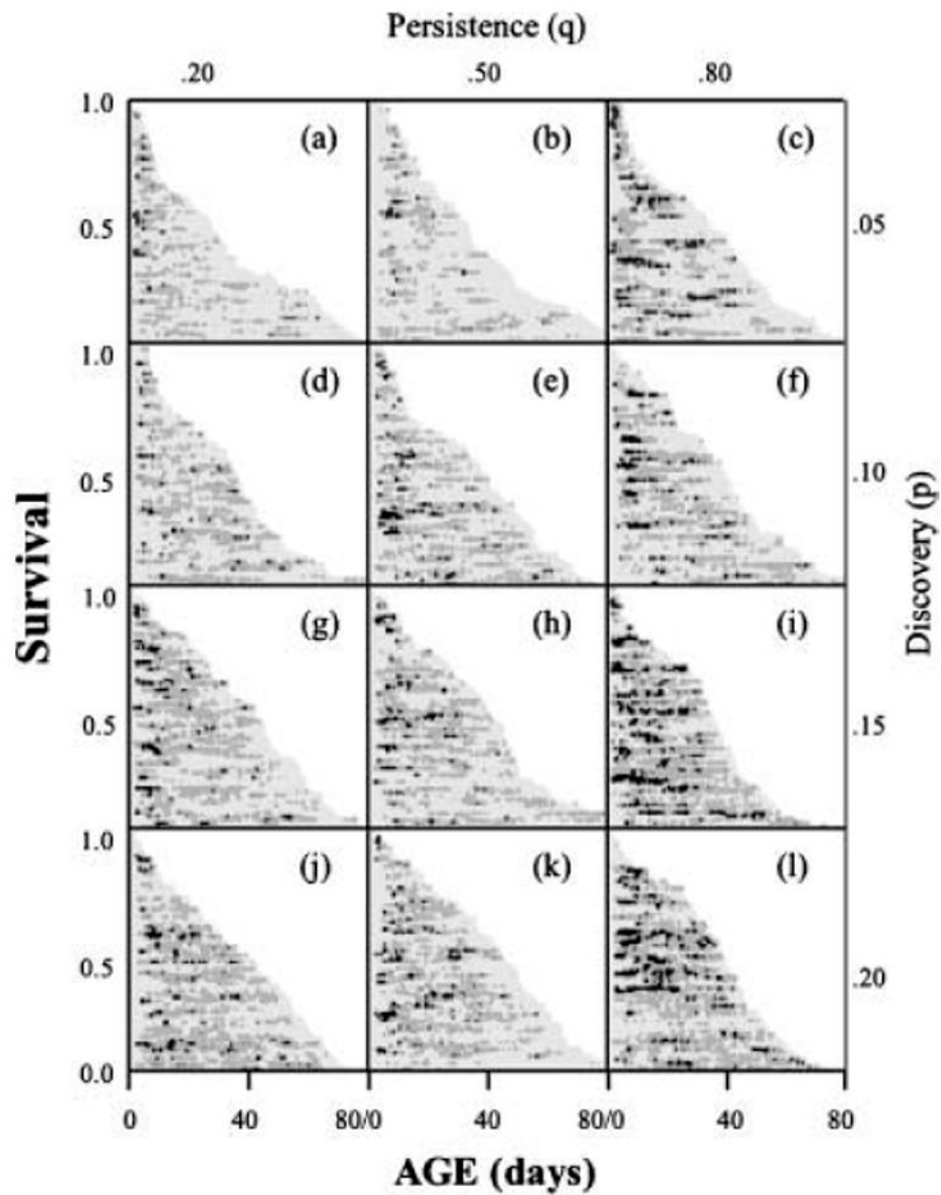 Persistence (q)
.20 .50 .80
1.0 (a) (b) (c)
0.5 .05
1.0 (d) (e) (f)
0.5 .10
Survival
Discovery (p)
1.0 (g) (h) (i)
0.5 .15
1.0 (j) (k) (l)
0.5 .20
0.0
0 40 80/0 40 80/0 40 80
AGE (days)